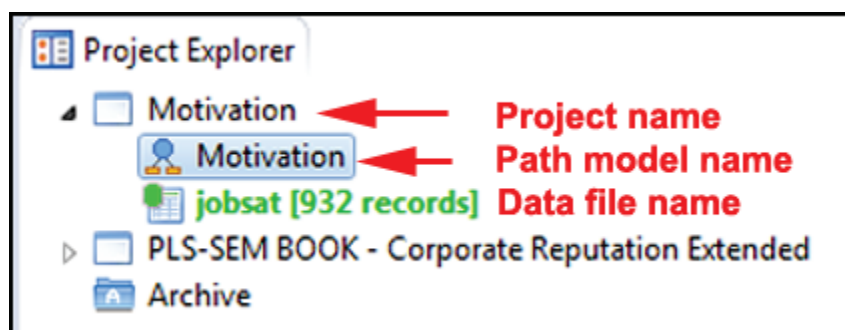 Project Explorer
Motivation Project name
Motivation Path model name
jobsat [932 records] Data file name
PLS-SEM BOOK - Corporate Reputation Extended
A Archive